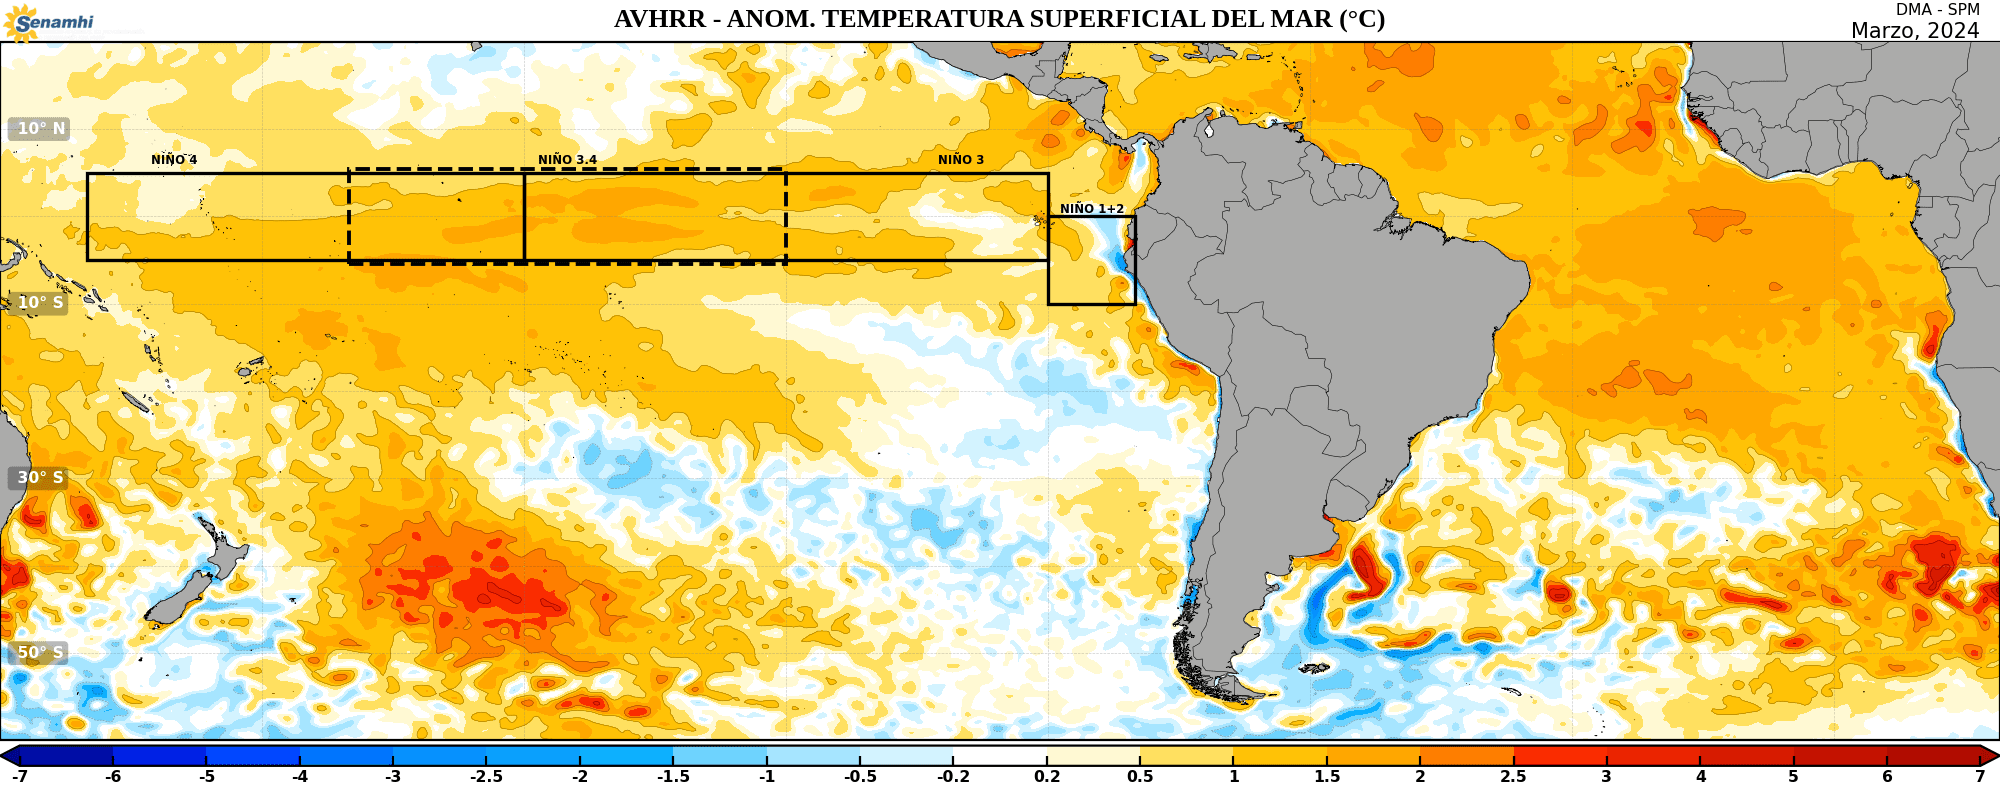 Senamhi
AVHRR - ANOM. TEMPERATURA SUPERFICIAL DEL MAR (°C)
DMA - SPM
Marzo, 2024
10° N
NIÑO 4
NIÑO 3.4
NIÑO 3
NIÑO 1+2
10° S
30° S
50° S
-7 -6 -5 -4 -3 -2.5 -2 -1.5 -1 -0.5 -0.2 0.2 0.5 1 1.5 2 2.5 3 4 5 6 7